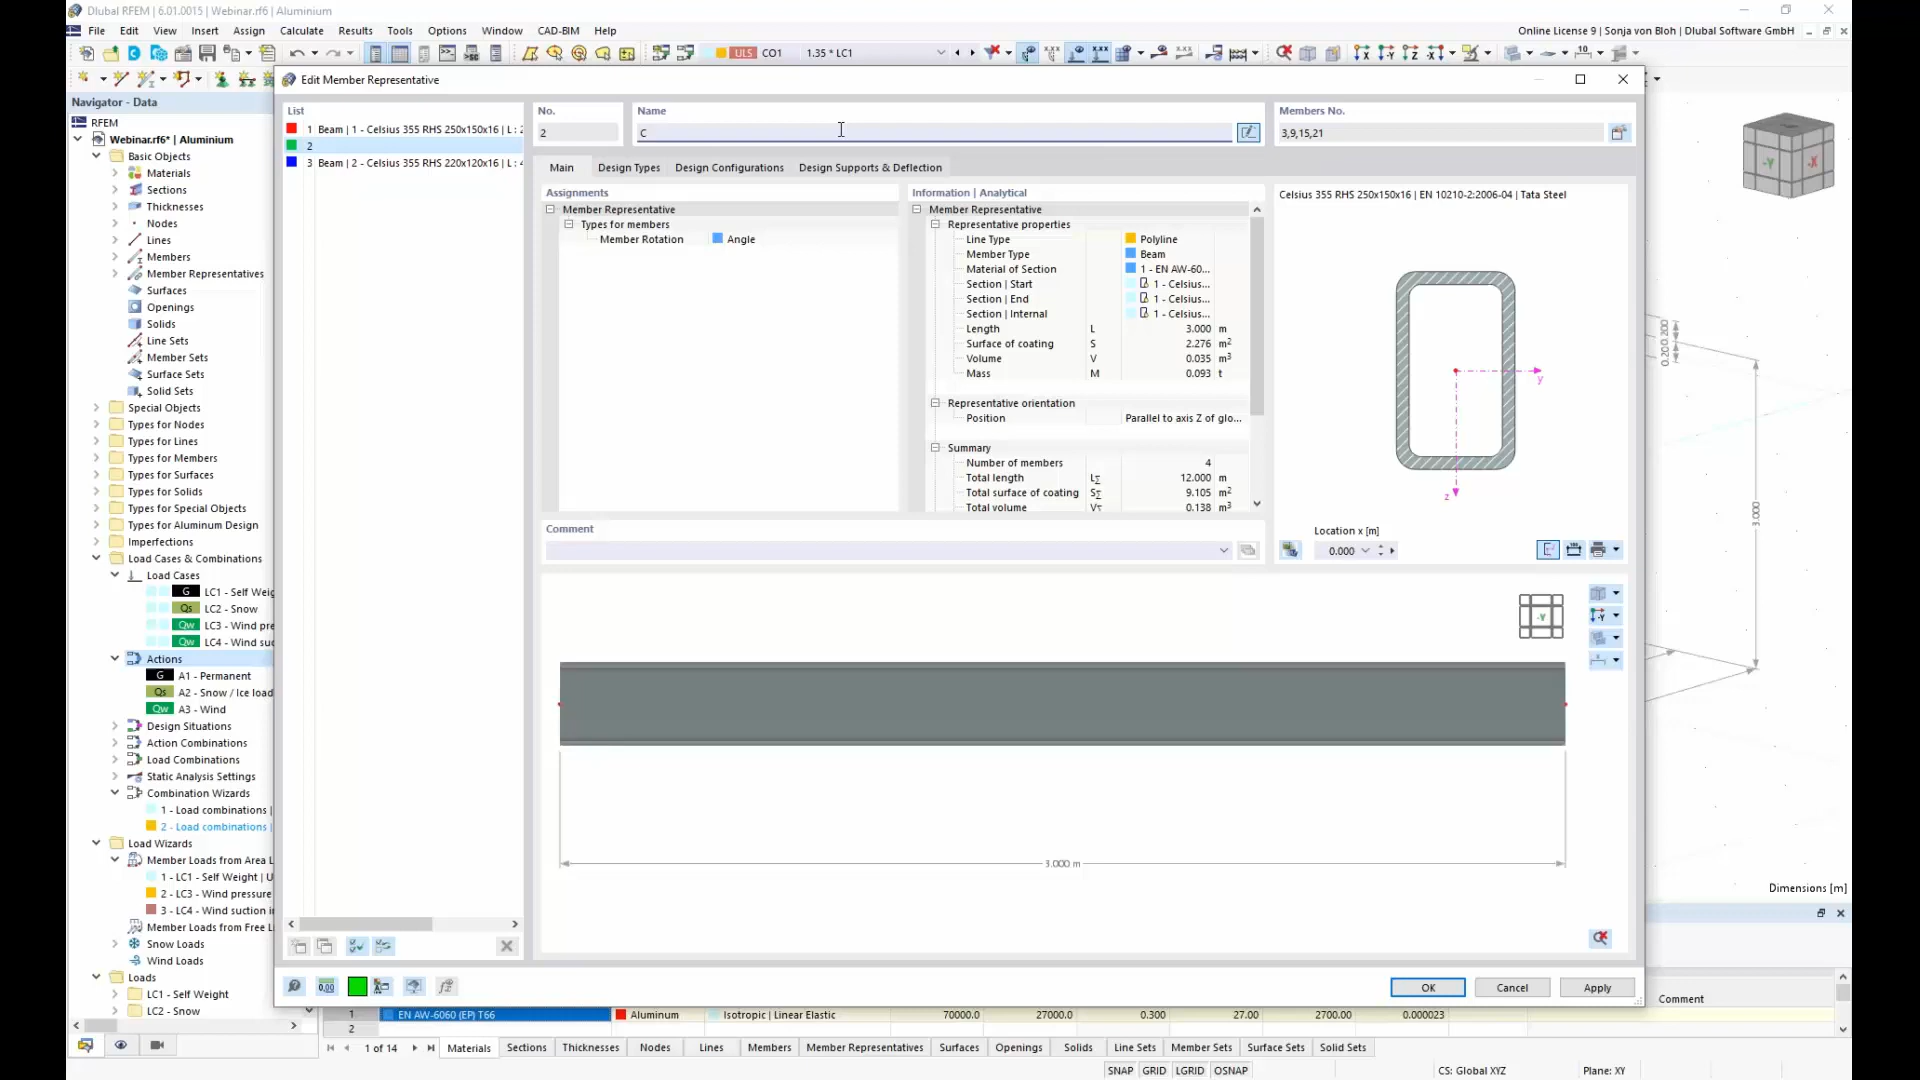 Dlubal RFEM | 6.01.0015 | Webinar.rf6* | Aluminium
File Edit View Insert Assign Calculate Results Tools Options Window CAD-BIM Help
Online License 9 | Sonja von Bloh | Dlubal Software GmbH
ULS CO1 1.35 * LC1
Navigator - Data
RFEM
Webinar.rf6* | Aluminium
Basic Objects
Materials
Sections
Thicknesses
Nodes
Lines
Members
Member Representatives
Surfaces
Openings
Solids
Line Sets
Member Sets
Surface Sets
Solid Sets
Special Objects
Types for Nodes
Types for Lines
Types for Members
Types for Surfaces
Types for Solids
Types for Special Objects
Types for Aluminum Design
Imperfections
Load Cases & Combinations
Load Cases
G LC1 - Self Weig
Qs LC2 - Snow
Qw LC3 - Wind pre
Qw LC4 - Wind suc
Actions
G A1 - Permanent
Qs A2 - Snow / Ice load
Qw A3 - Wind
Design Situations
Action Combinations
Load Combinations
Static Analysis Settings
Combination Wizards
1 - Load combinations |
2 - Load combinations |
Load Wizards
Member Loads from Area L
1 - LC1 - Self Weight | U
2 - LC3 - Wind pressure
3 - LC4 - Wind suction i
Member Loads from Free L
Snow Loads
Wind Loads
Loads
LC1 - Self Weight
LC2 - Snow
Edit Member Representative
List
1 Beam | 1 - Celsius 355 RHS 250x150x16 | L : 2
2
3 Beam | 2 - Celsius 355 RHS 220x120x16 | L : 4
No.
2
Name
C
Members No.
3,9,15,21
Main Design Types Design Configurations Design Supports & Deflection
Assignments
Member Representative
Types for members
Member Rotation Angle
Information | Analytical
Member Representative
Representative properties
Line Type Polyline
Member Type Beam
Material of Section 1 - EN AW-60...
Section | Start 1 - Celsius...
Section | End 1 - Celsius...
Section | Internal 1 - Celsius...
Length L 3.000 m
Surface of coating S 2.276 m2
Volume V 0.035 m3
Mass M 0.093 t
Representative orientation
Position Parallel to axis Z of glo...
Summary
Number of members 4
Total length LΣ 12.000 m
Total surface of coating SΣ 9.105 m2
Total volume VΣ 0.138 m3
Celsius 355 RHS 250x150x16 | EN 10210-2:2006-04 | Tata Steel
y
z
Location x [m]
0.000
Comment
-Y
3.000 m
OK Cancel Apply
-Y -X
0.200
0.200
3.000
Dimensions [m]
Comment
1 EN AW-6060 (EP) T66 Aluminum Isotropic | Linear Elastic 70000.0 27000.0 0.300 27.00 2700.00 0.000023
2
1 of 14 Materials Sections Thicknesses Nodes Lines Members Member Representatives Surfaces Openings Solids Line Sets Member Sets Surface Sets Solid Sets
SNAP GRID LGRID OSNAP CS: Global XYZ Plane: XY